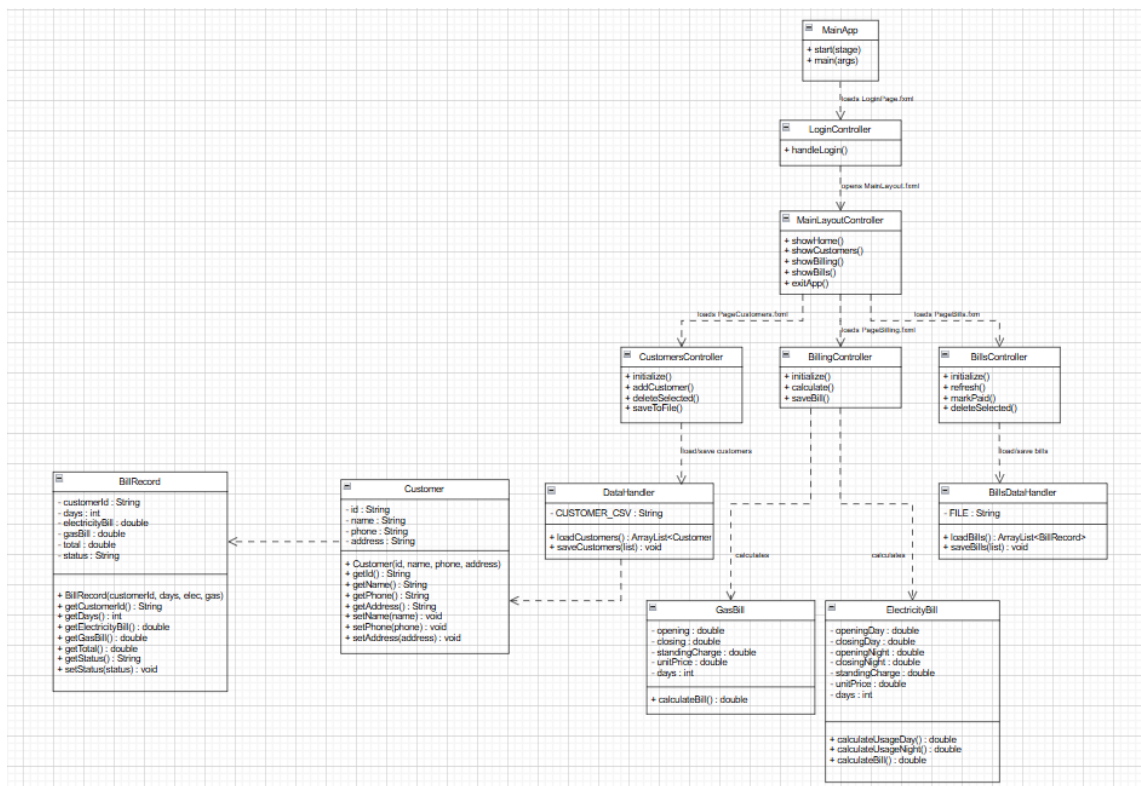 MainApp
+ start(stage)
+ main(args)
loads LoginPage.fxml
LoginController
+ handleLogin()
opens MainLayout.fxml
MainLayoutController
+ showHome()
+ showCustomers()
+ showBilling()
+ showBills()
+ exitApp()
loads PageCustomers.fxml
loads PageBilling.fxml
loads PageBills.fxm
CustomersController
+ initialize()
+ addCustomer()
+ deleteSelected()
+ saveToFile()
BillingController
+ initialize()
+ calculate()
+ saveBill()
BillsController
+ initialize()
+ refresh()
+ markPaid()
+ deleteSelected()
load/save customers
load/save bills
BillRecord
- customerId : String
- days : int
- electricityBill : double
- gasBill : double
- total : double
- status : String
+ BillRecord(customerId, days, elec, gas)
+ getCustomerId() : String
+ getDays() : int
+ getElectricityBill() : double
+ getGasBill() : double
+ getTotal() : double
+ getStatus() : String
+ setStatus(status) : void
Customer
- id : String
- name : String
- phone : String
- address : String
+ Customer(id, name, phone, address)
+ getId() : String
+ getName() : String
+ getPhone() : String
+ getAddress() : String
+ setName(name) : void
+ setPhone(phone) : void
+ setAddress(address) : void
DataHandler
- CUSTOMER_CSV : String
+ loadCustomers() : ArrayList<Customer
+ saveCustomers(list) : void
BillsDataHandler
- FILE : String
+ loadBills() : ArrayList<BillRecord>
+ saveBills(list) : void
calculates
calculates
GasBill
- opening : double
- closing : double
- standingCharge : double
- unitPrice : double
- days : int
+ calculateBill() : double
ElectricityBill
- openingDay : double
- closingDay : double
- openingNight : double
- closingNight : double
- standingCharge : double
- unitPrice : double
- days : int
+ calculateUsageDay() : double
+ calculateUsageNight() : double
+ calculateBill() : double